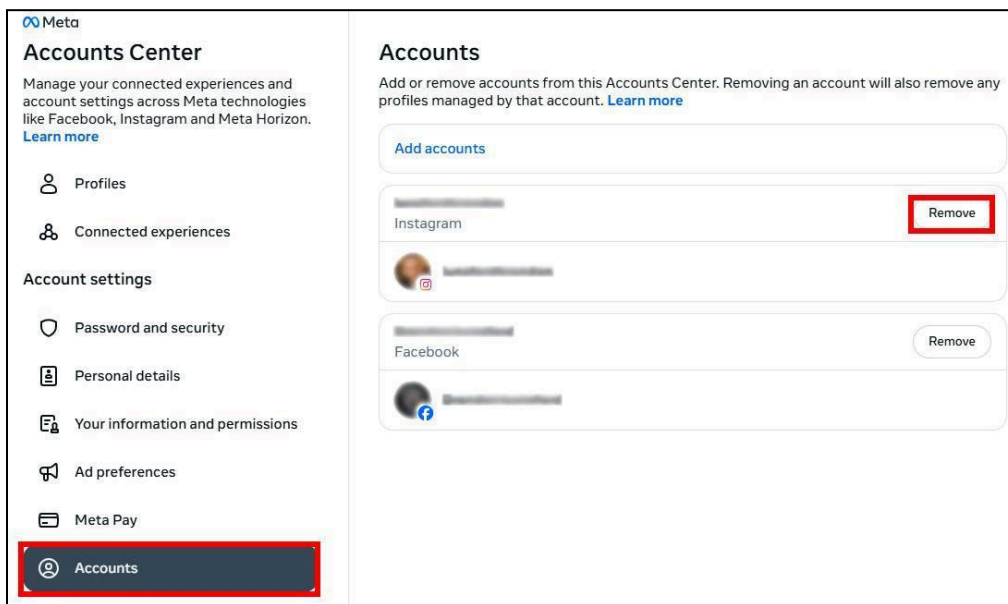 Meta
Accounts Center
Manage your connected experiences and
account settings across Meta technologies
like Facebook, Instagram and Meta Horizon.
Learn more
Profiles
Connected experiences
Account settings
Password and security
Personal details
Your information and permissions
Ad preferences
Meta Pay
Accounts
Accounts
Add or remove accounts from this Accounts Center. Removing an account will also remove any
profiles managed by that account. Learn more
Add accounts
Instagram
Remove
Facebook
Remove